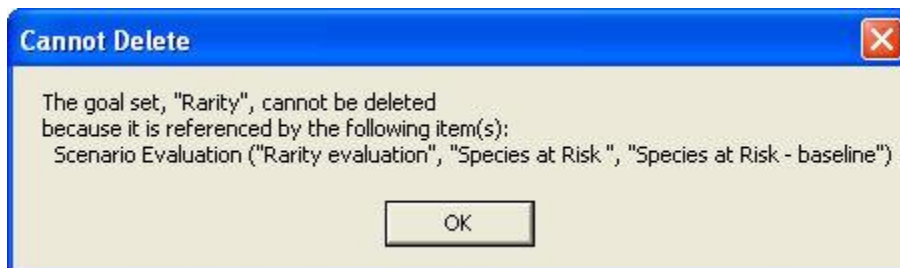 Cannot Delete
The goal set, "Rarity", cannot be deleted
because it is referenced by the following item(s):
Scenario Evaluation ("Rarity evaluation", "Species at Risk ", "Species at Risk - baseline")
OK